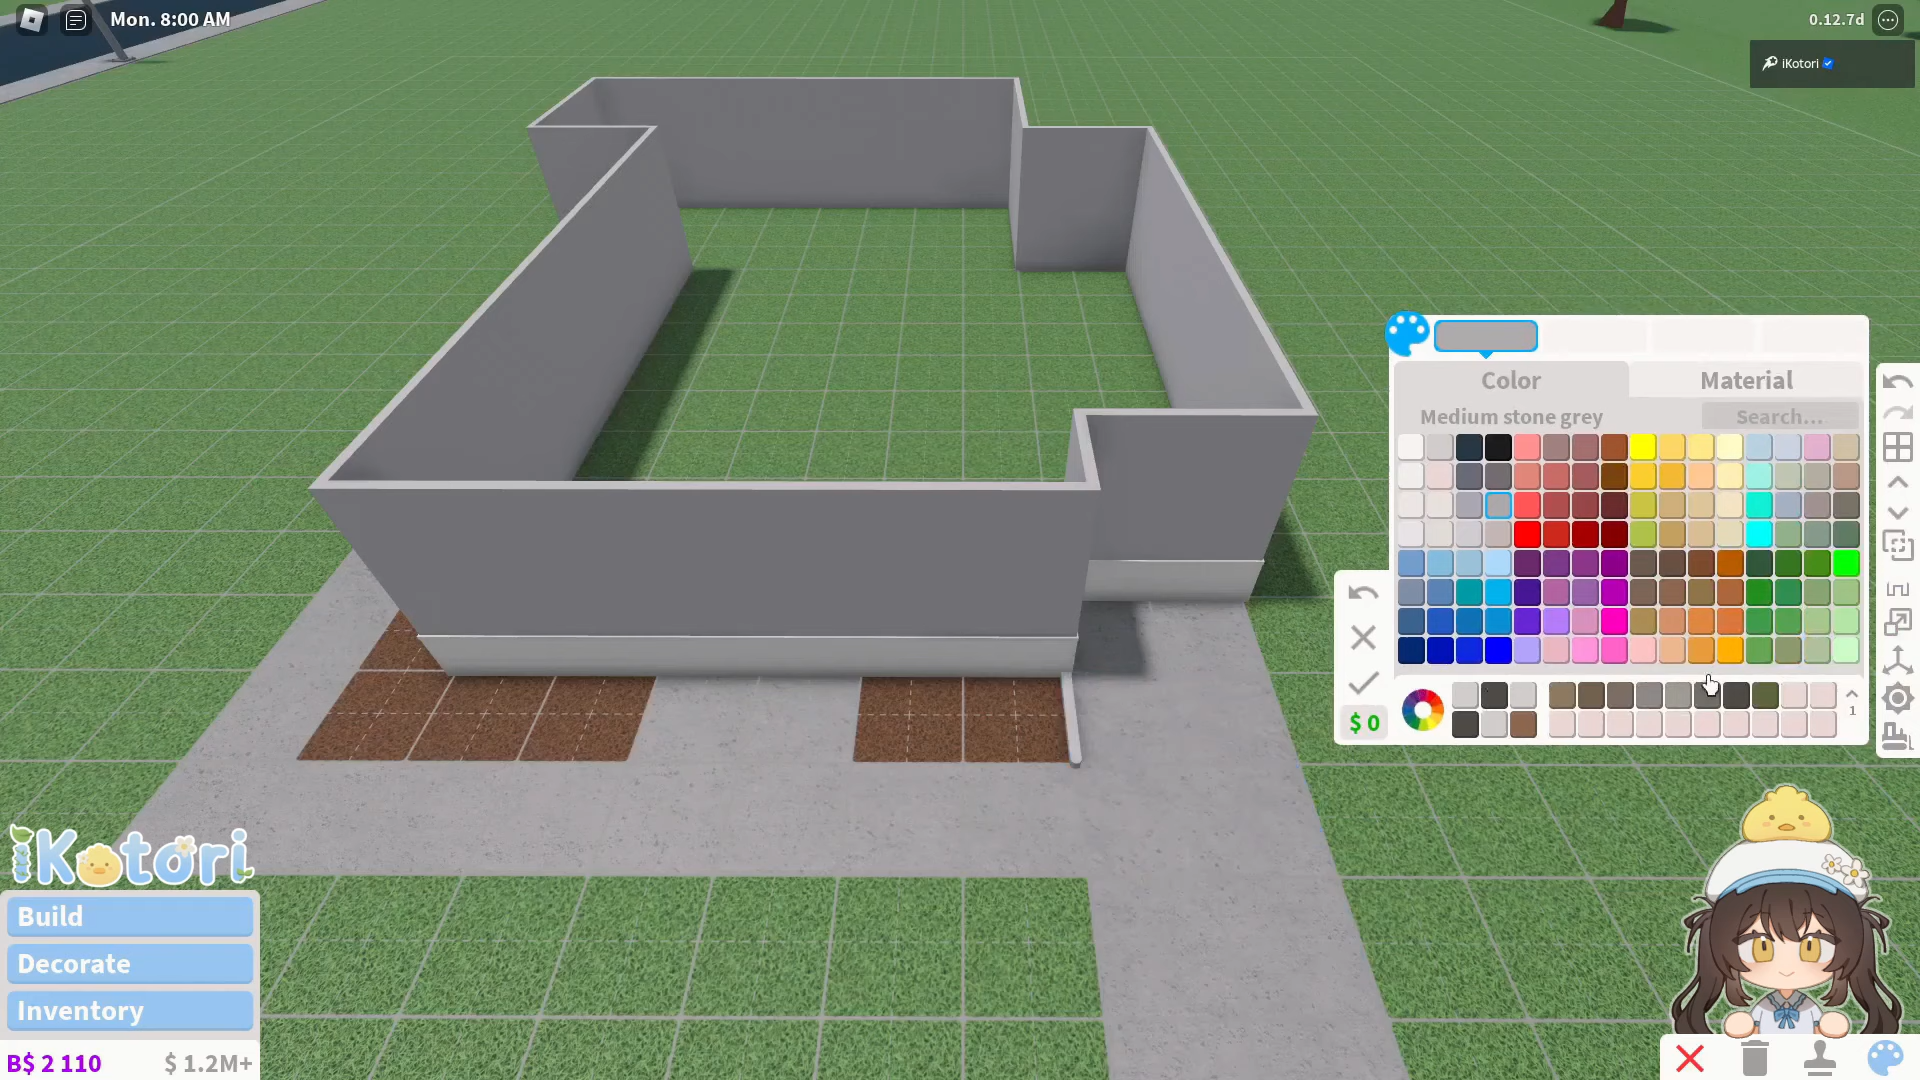 Mon. 8:00 AM
0.12.7d
iKotori
Color
Material
Medium stone grey
Search...
$ 0
1
iKotori
Build
Decorate
Inventory
B$ 2 110
$ 1.2M+